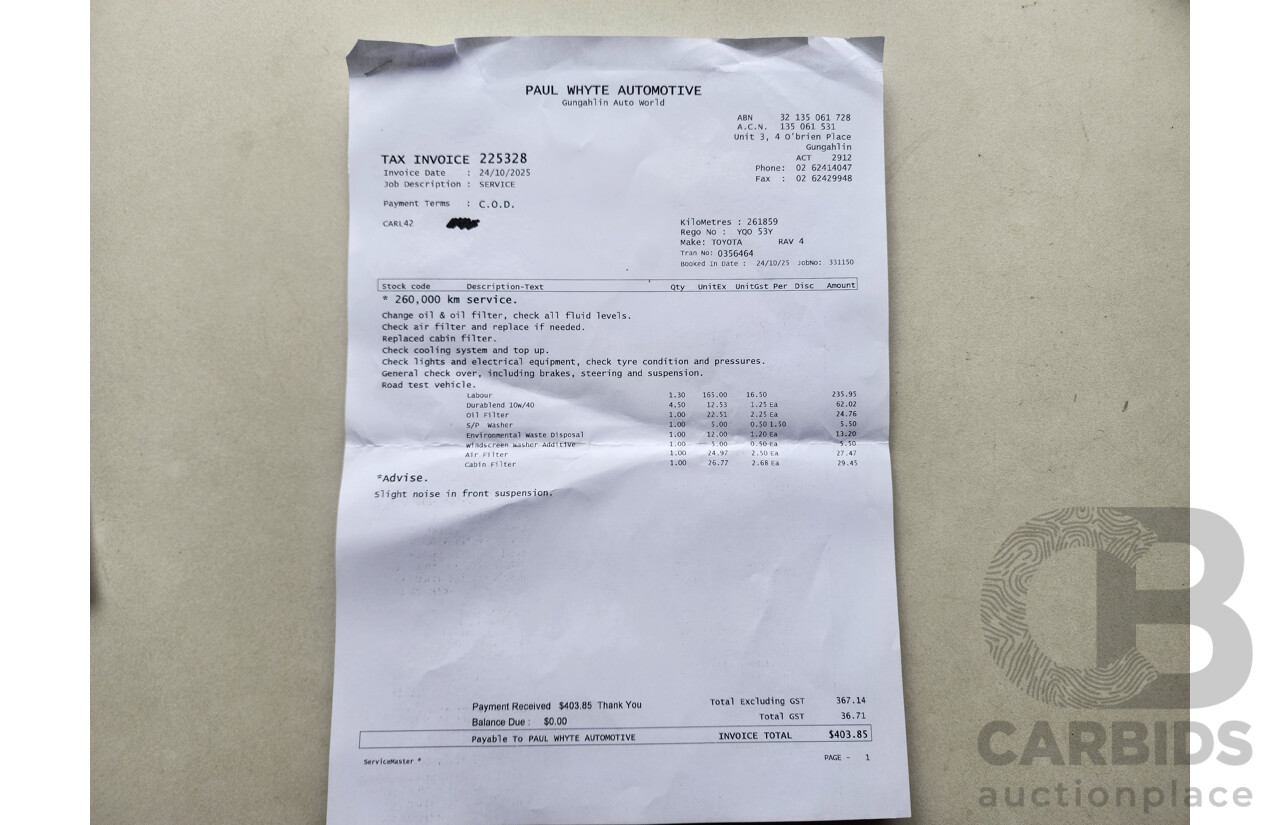 PAUL WHYTE AUTOMOTIVE
Gungahlin Auto World
ABN 32 135 061 728
A.C.N. 135 061 531
Unit 3, 4 O'brien Place
Gungahlin
ACT 2912
Phone: 02 62414047
Fax : 02 62429948
TAX INVOICE 225328
Invoice Date : 24/10/2025
Job Description : SERVICE
Payment Terms : C.O.D.
CARL42
KiloMetres : 261859
Rego No : YQO 53Y
Make: TOYOTA RAV 4
Tran No: 0356464
Booked In Date : 24/10/25 JobNo: 331150
Stock code Description-Text Qty UnitEx UnitGst Per Disc Amount
* 260,000 km service.
Change oil & oil filter, check all fluid levels.
Check air filter and replace if needed.
Replaced cabin filter.
Check cooling system and top up.
Check lights and electrical equipment, check tyre condition and pressures.
General check over, including brakes, steering and suspension.
Road test vehicle.
Labour 1.30 165.00 16.50 235.95
Durablend 10w/40 4.50 12.53 1.25 Ea 62.02
Oil Filter 1.00 22.51 2.25 Ea 24.76
S/P Washer 1.00 5.00 0.50 1.50 5.50
Environmental Waste Disposal 1.00 12.00 1.20 Ea 13.20
Windscreen Washer Additive 1.00 5.00 0.50 Ea 5.50
Air Filter 1.00 24.97 2.50 Ea 27.47
Cabin Filter 1.00 26.77 2.68 Ea 29.45
*Advise.
Slight noise in front suspension.
Payment Received $403.85 Thank You
Balance Due : $0.00
Total Excluding GST 367.14
Total GST 36.71
Payable To PAUL WHYTE AUTOMOTIVE INVOICE TOTAL $403.85
ServiceMaster *
PAGE - 1
CB
CARBIDS
auctionplace